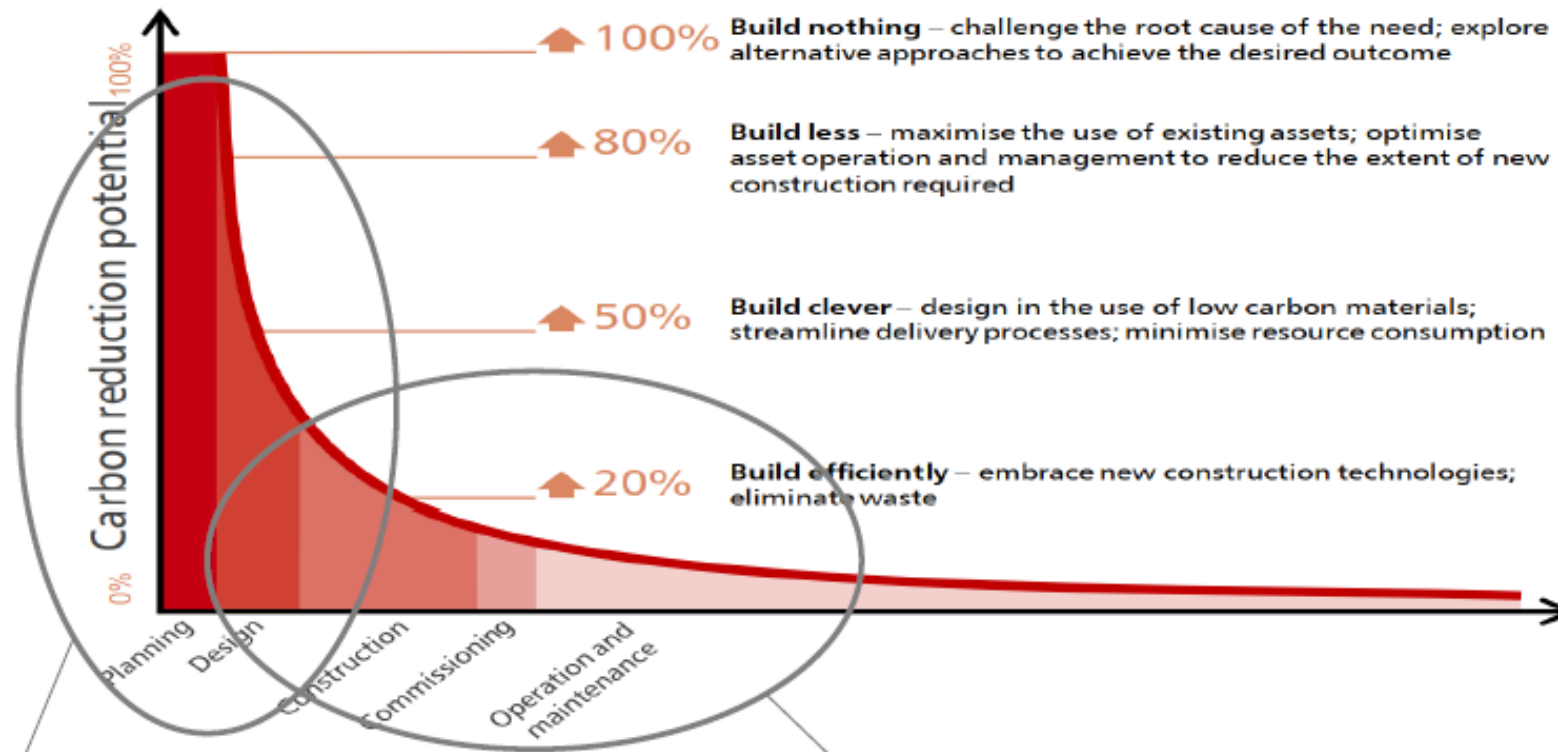 100%
Carbon reduction potential
0%
100%
Build nothing – challenge the root cause of the need; explore
alternative approaches to achieve the desired outcome
80%
Build less – maximise the use of existing assets; optimise
asset operation and management to reduce the extent of new
construction required
50%
Build clever – design in the use of low carbon materials;
streamline delivery processes; minimise resource consumption
20%
Build efficiently – embrace new construction technologies;
eliminate waste
Planning
Design
Construction
Commissioning
Operation and
maintenance